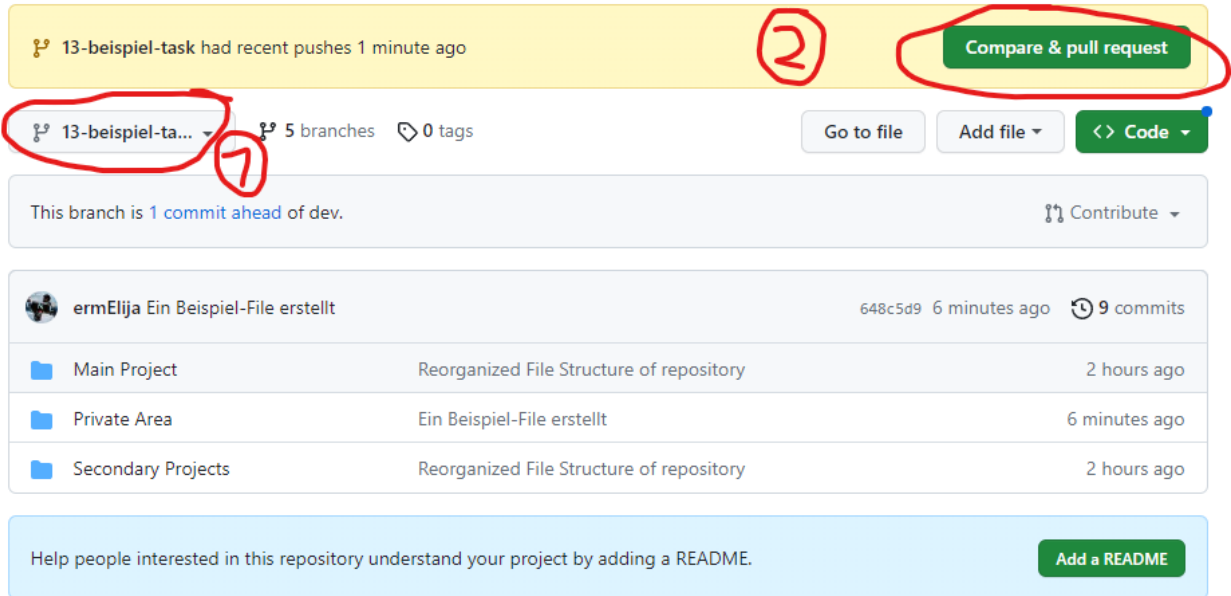 13-beispiel-task had recent pushes 1 minute ago
2
Compare & pull request
13-beispiel-ta...
1
5 branches
0 tags
Go to file
Add file
<> Code
This branch is 1 commit ahead of dev.
Contribute
ermElija Ein Beispiel-File erstellt
648c5d9 6 minutes ago
9 commits
Main Project
Reorganized File Structure of repository
2 hours ago
Private Area
Ein Beispiel-File erstellt
6 minutes ago
Secondary Projects
Reorganized File Structure of repository
2 hours ago
Help people interested in this repository understand your project by adding a README.
Add a README